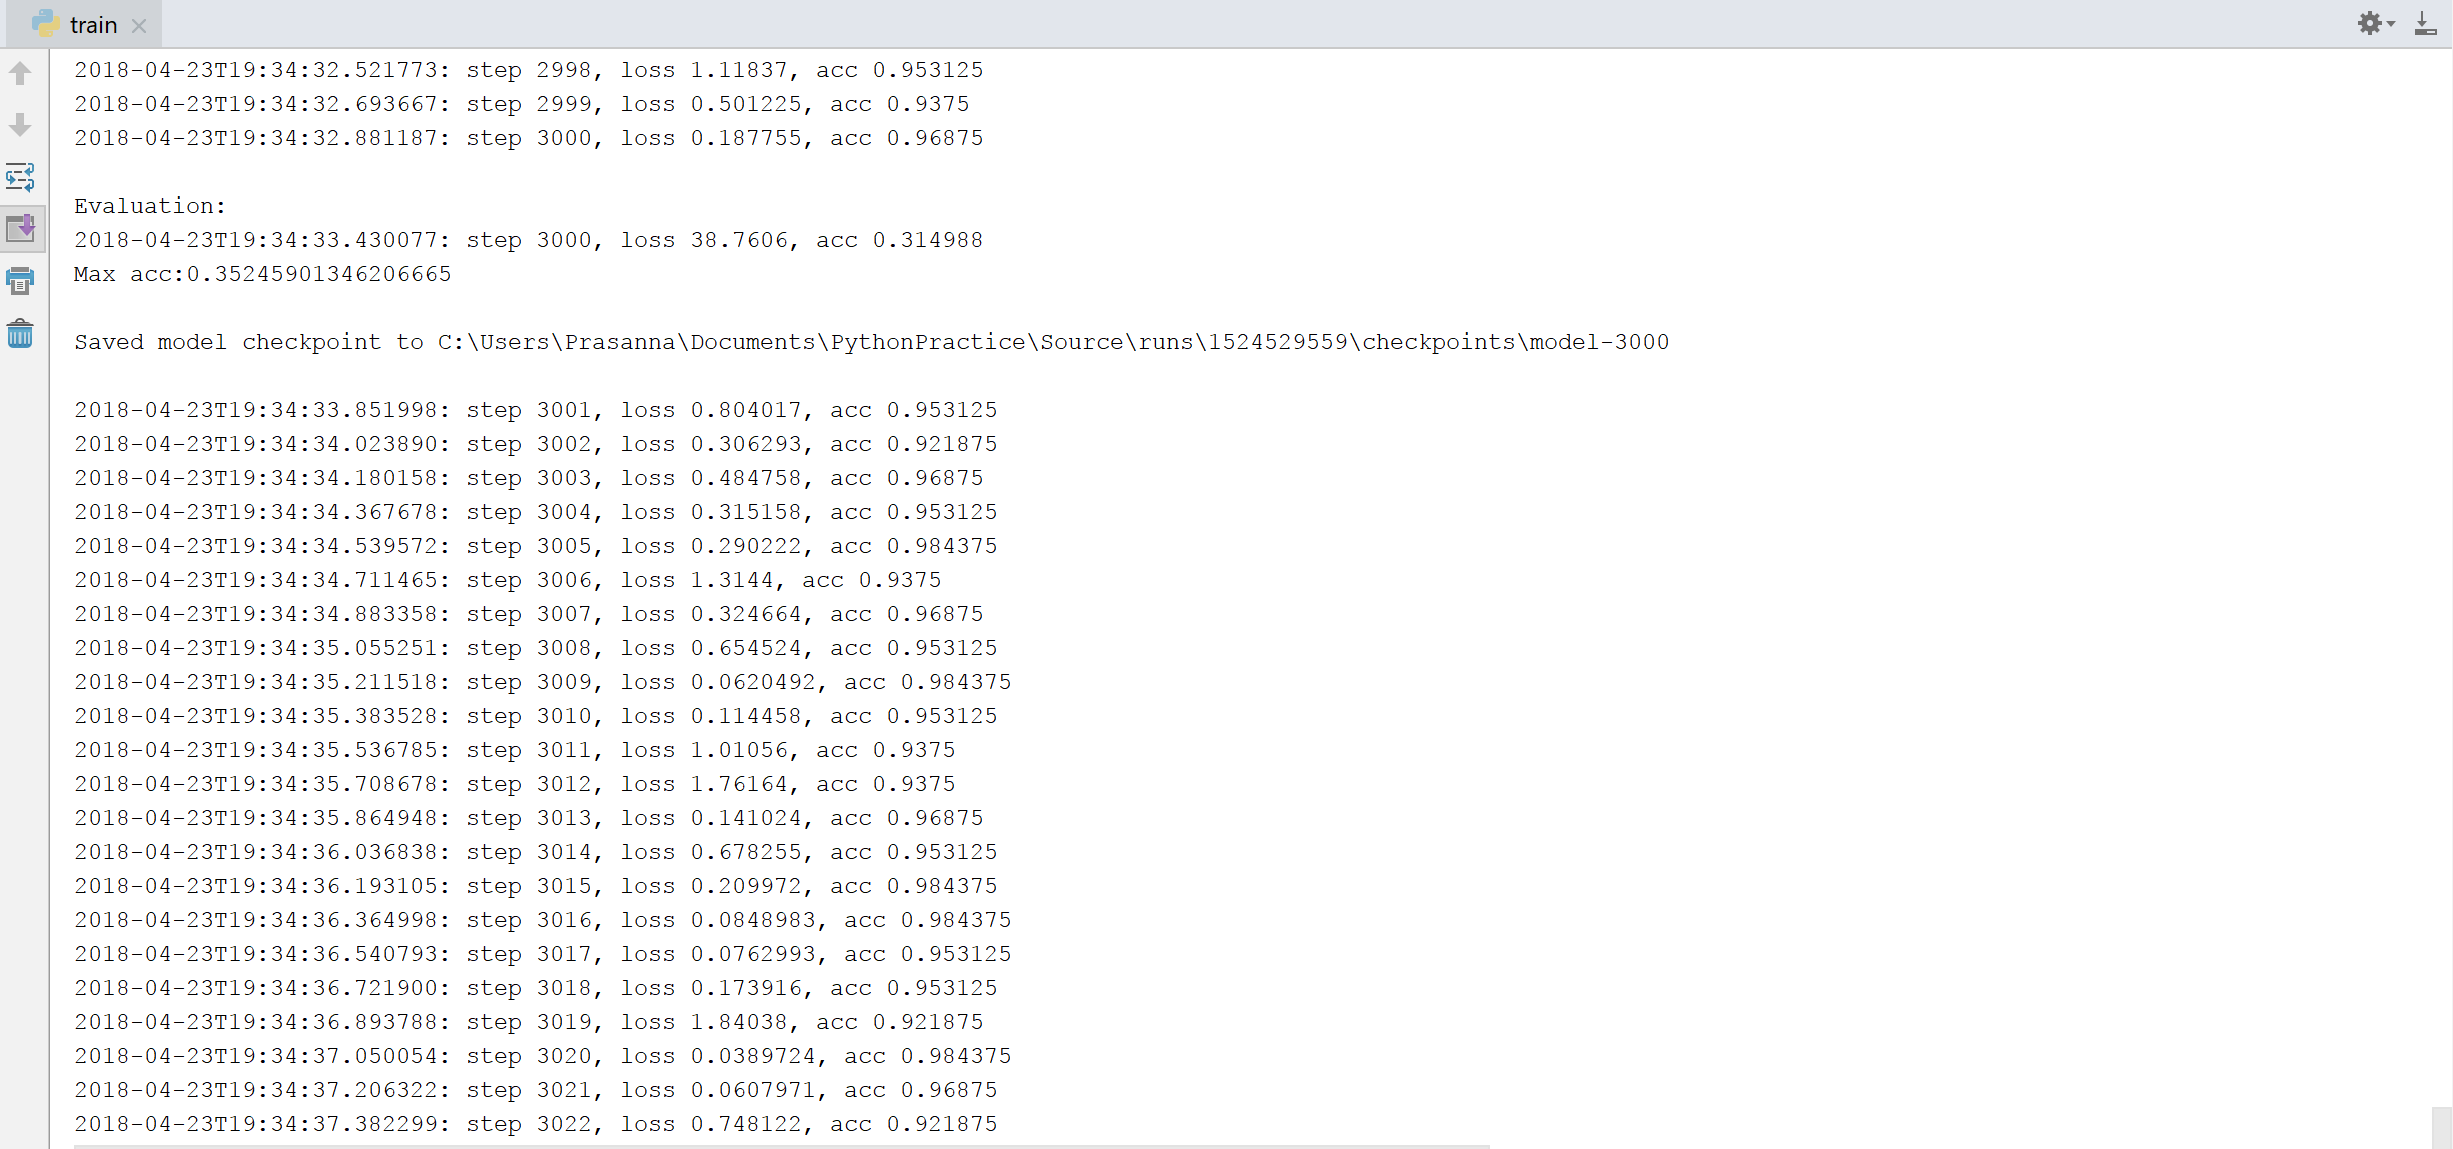 train
2018-04-23T19:34:32.521773: step 2998, loss 1.11837, acc 0.953125
2018-04-23T19:34:32.693667: step 2999, loss 0.501225, acc 0.9375
2018-04-23T19:34:32.881187: step 3000, loss 0.187755, acc 0.96875
Evaluation:
2018-04-23T19:34:33.430077: step 3000, loss 38.7606, acc 0.314988
Max acc:0.35245901346206665
Saved model checkpoint to C:\Users\Prasanna\Documents\PythonPractice\Source\runs\1524529559\checkpoints\model-3000
2018-04-23T19:34:33.851998: step 3001, loss 0.804017, acc 0.953125
2018-04-23T19:34:34.023890: step 3002, loss 0.306293, acc 0.921875
2018-04-23T19:34:34.180158: step 3003, loss 0.484758, acc 0.96875
2018-04-23T19:34:34.367678: step 3004, loss 0.315158, acc 0.953125
2018-04-23T19:34:34.539572: step 3005, loss 0.290222, acc 0.984375
2018-04-23T19:34:34.711465: step 3006, loss 1.3144, acc 0.9375
2018-04-23T19:34:34.883358: step 3007, loss 0.324664, acc 0.96875
2018-04-23T19:34:35.055251: step 3008, loss 0.654524, acc 0.953125
2018-04-23T19:34:35.211518: step 3009, loss 0.0620492, acc 0.984375
2018-04-23T19:34:35.383528: step 3010, loss 0.114458, acc 0.953125
2018-04-23T19:34:35.536785: step 3011, loss 1.01056, acc 0.9375
2018-04-23T19:34:35.708678: step 3012, loss 1.76164, acc 0.9375
2018-04-23T19:34:35.864948: step 3013, loss 0.141024, acc 0.96875
2018-04-23T19:34:36.036838: step 3014, loss 0.678255, acc 0.953125
2018-04-23T19:34:36.193105: step 3015, loss 0.209972, acc 0.984375
2018-04-23T19:34:36.364998: step 3016, loss 0.0848983, acc 0.984375
2018-04-23T19:34:36.540793: step 3017, loss 0.0762993, acc 0.953125
2018-04-23T19:34:36.721900: step 3018, loss 0.173916, acc 0.953125
2018-04-23T19:34:36.893788: step 3019, loss 1.84038, acc 0.921875
2018-04-23T19:34:37.050054: step 3020, loss 0.0389724, acc 0.984375
2018-04-23T19:34:37.206322: step 3021, loss 0.0607971, acc 0.96875
2018-04-23T19:34:37.382299: step 3022, loss 0.748122, acc 0.921875